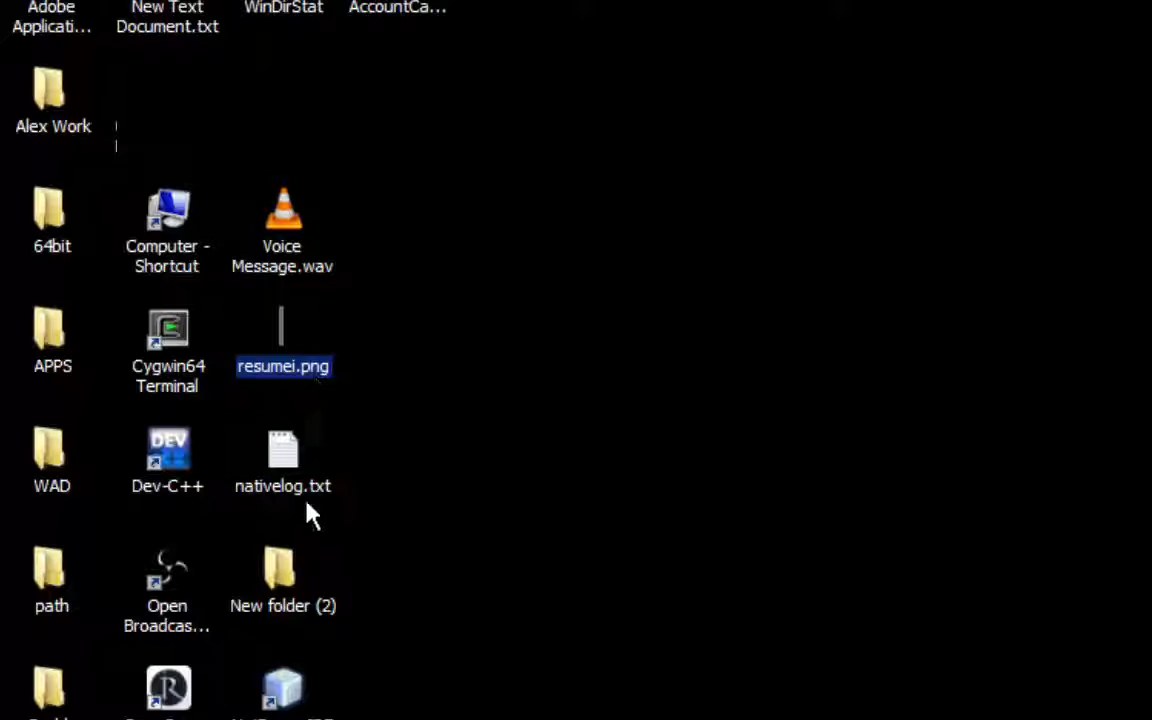 Adobe
Applicati...
New Text
Document.txt
WinDirStat
AccountCa...
Alex Work
64bit
Computer -
Shortcut
Voice
Message.wav
APPS
Cygwin64
Terminal
resumei.png
WAD
DEV
Dev-C++
nativelog.txt
path
Open
Broadcas...
New folder (2)
R